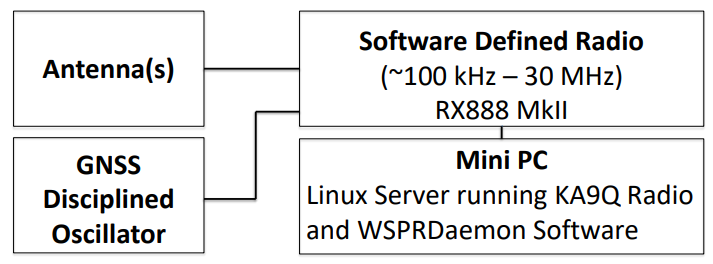 Antenna(s)
Software Defined Radio
(~100 kHz – 30 MHz)
RX888 MkII
GNSS
Disciplined
Oscillator
Mini PC
Linux Server running KA9Q Radio
and WSPRDaemon Software